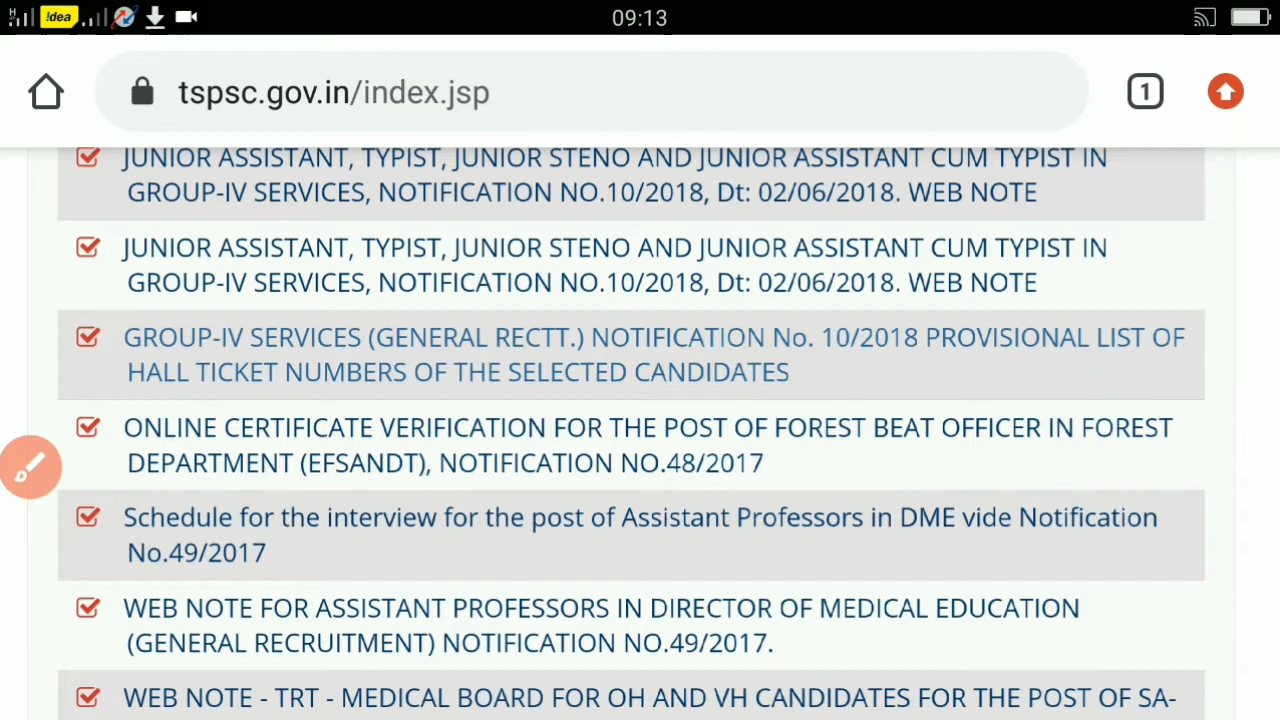 H
!dea
09:13
tspsc.gov.in/index.jsp
1
JUNIOR ASSISTANT, TYPIST, JUNIOR STENO AND JUNIOR ASSISTANT CUM TYPIST IN
GROUP-IV SERVICES, NOTIFICATION NO.10/2018, Dt: 02/06/2018. WEB NOTE
JUNIOR ASSISTANT, TYPIST, JUNIOR STENO AND JUNIOR ASSISTANT CUM TYPIST IN
GROUP-IV SERVICES, NOTIFICATION NO.10/2018, Dt: 02/06/2018. WEB NOTE
GROUP-IV SERVICES (GENERAL RECTT.) NOTIFICATION No. 10/2018 PROVISIONAL LIST OF
HALL TICKET NUMBERS OF THE SELECTED CANDIDATES
ONLINE CERTIFICATE VERIFICATION FOR THE POST OF FOREST BEAT OFFICER IN FOREST
DEPARTMENT (EFSANDT), NOTIFICATION NO.48/2017
Schedule for the interview for the post of Assistant Professors in DME vide Notification
No.49/2017
WEB NOTE FOR ASSISTANT PROFESSORS IN DIRECTOR OF MEDICAL EDUCATION
(GENERAL RECRUITMENT) NOTIFICATION NO.49/2017.
WEB NOTE - TRT - MEDICAL BOARD FOR OH AND VH CANDIDATES FOR THE POST OF SA-